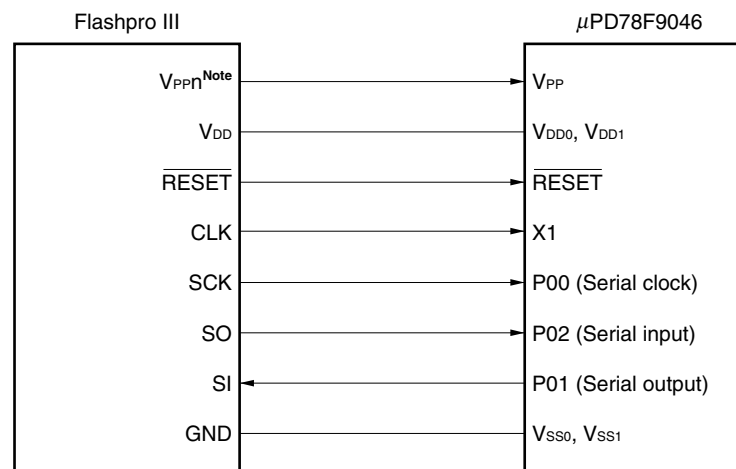 Flashpro III μPD78F9046
VPPnNote VPP
VDD VDD0, VDD1
RESET RESET
CLK X1
SCK P00 (Serial clock)
SO P02 (Serial input)
SI P01 (Serial output)
GND VSS0, VSS1